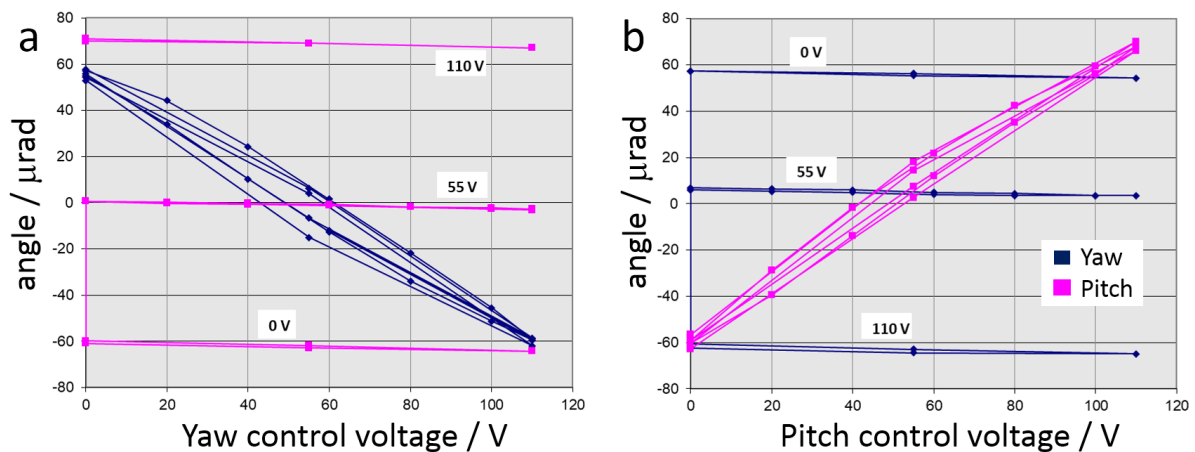 a
80
60
40
20
0
-20
-40
-60
-80
angle / μrad
110 V
55 V
0 V
0 20 40 60 80 100 120
Yaw control voltage / V
b
80
60
40
20
0
-20
-40
-60
-80
angle / μrad
0 V
55 V
110 V
Yaw
Pitch
0 20 40 60 80 100 120
Pitch control voltage / V